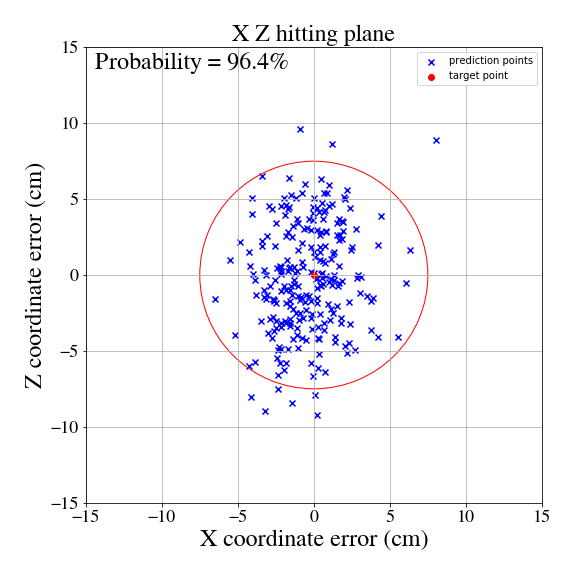 X Z hitting plane
Probability = 96.4%
prediction points
target point
Z coordinate error (cm)
15
10
5
0
−5
−10
−15
−15
−10
−5
0
5
10
15
X coordinate error (cm)